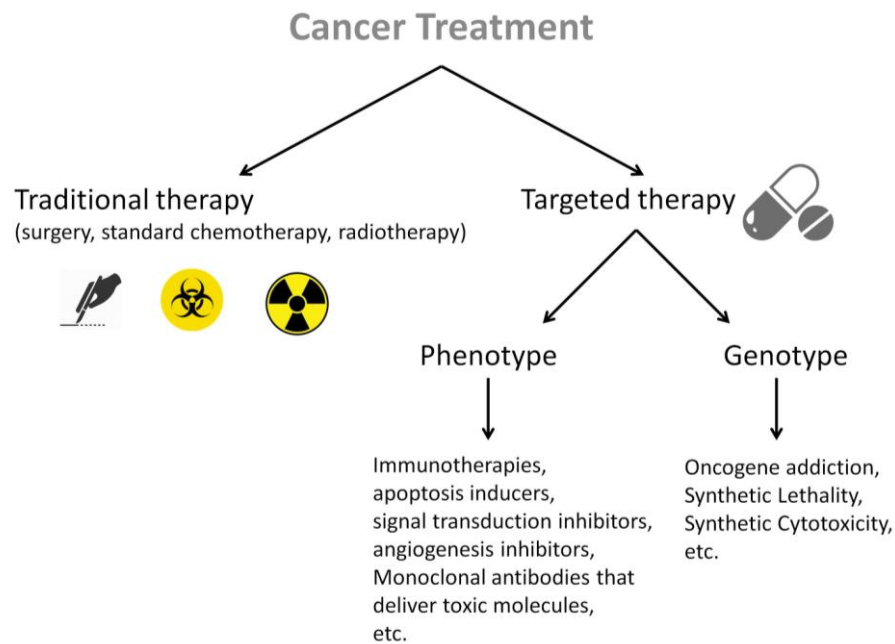 Cancer Treatment
Traditional therapy
(surgery, standard chemotherapy, radiotherapy)
Targeted therapy
Phenotype
Genotype
Immunotherapies,
apoptosis inducers,
signal transduction inhibitors,
angiogenesis inhibitors,
Monoclonal antibodies that
deliver toxic molecules,
etc.
Oncogene addiction,
Synthetic Lethality,
Synthetic Cytotoxicity,
etc.